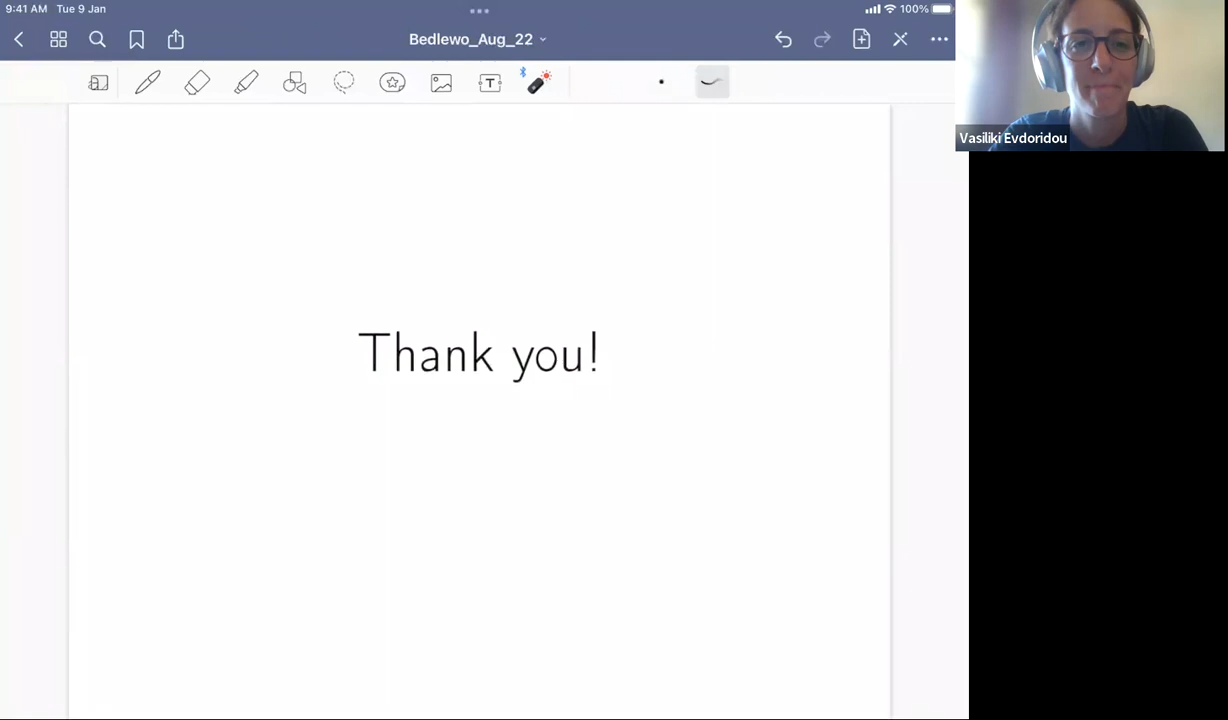 9:41 AM Tue 9 Jan
100%
Bedlewo_Aug_22
T
Vasiliki Evdoridou
Thank you!